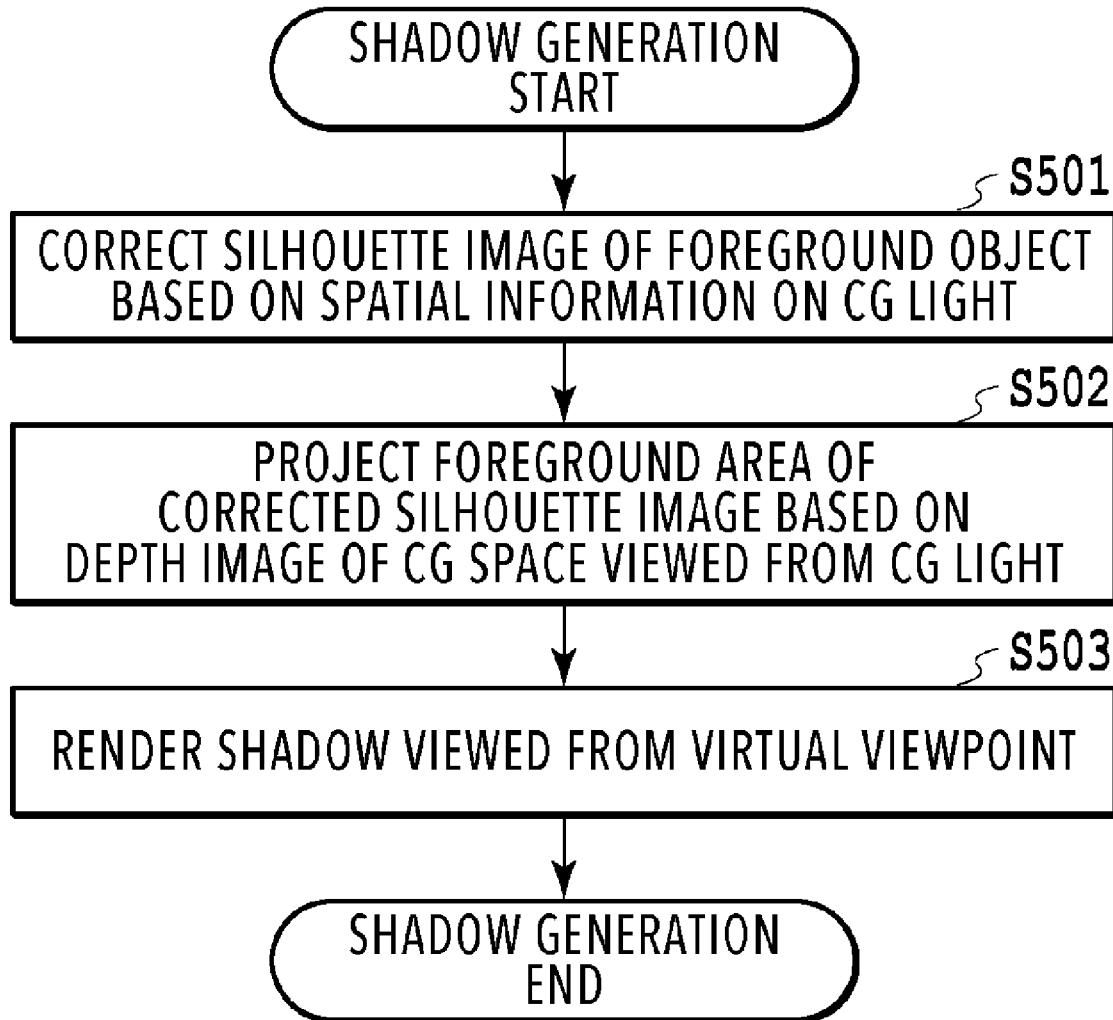 SHADOW GENERATION
START
S501
CORRECT SILHOUETTE IMAGE OF FOREGROUND OBJECT
BASED ON SPATIAL INFORMATION ON CG LIGHT
S502
PROJECT FOREGROUND AREA OF
CORRECTED SILHOUETTE IMAGE BASED ON
DEPTH IMAGE OF CG SPACE VIEWED FROM CG LIGHT
S503
RENDER SHADOW VIEWED FROM VIRTUAL VIEWPOINT
SHADOW GENERATION
END